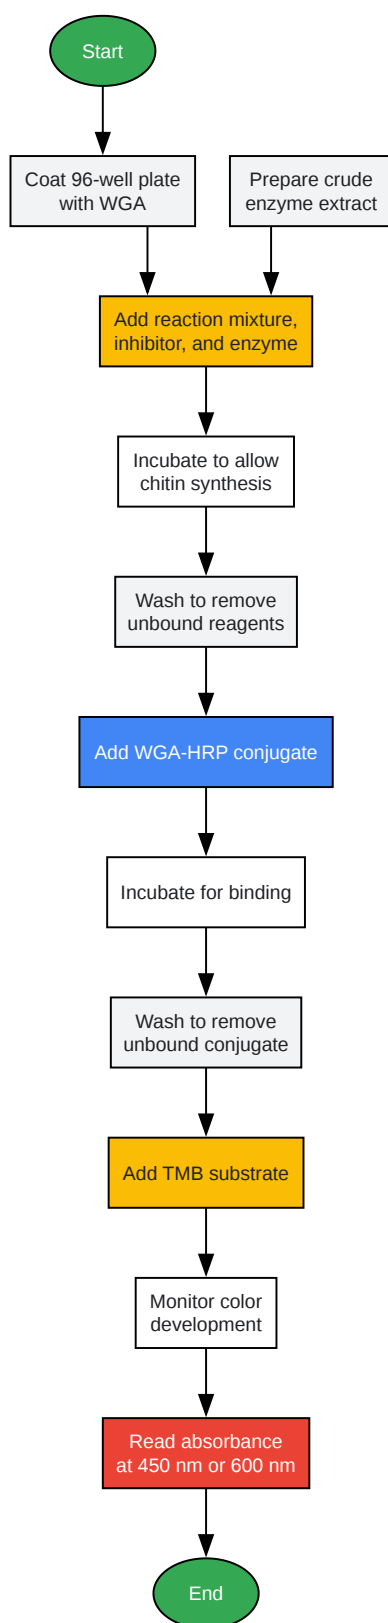 Start
Coat 96-well plate
with WGA
Prepare crude
enzyme extract
Add reaction mixture,
inhibitor, and enzyme
Incubate to allow
chitin synthesis
Wash to remove
unbound reagents
Add WGA-HRP conjugate
Incubate for binding
Wash to remove
unbound conjugate
Add TMB substrate
Monitor color
development
Read absorbance
at 450 nm or 600 nm
End